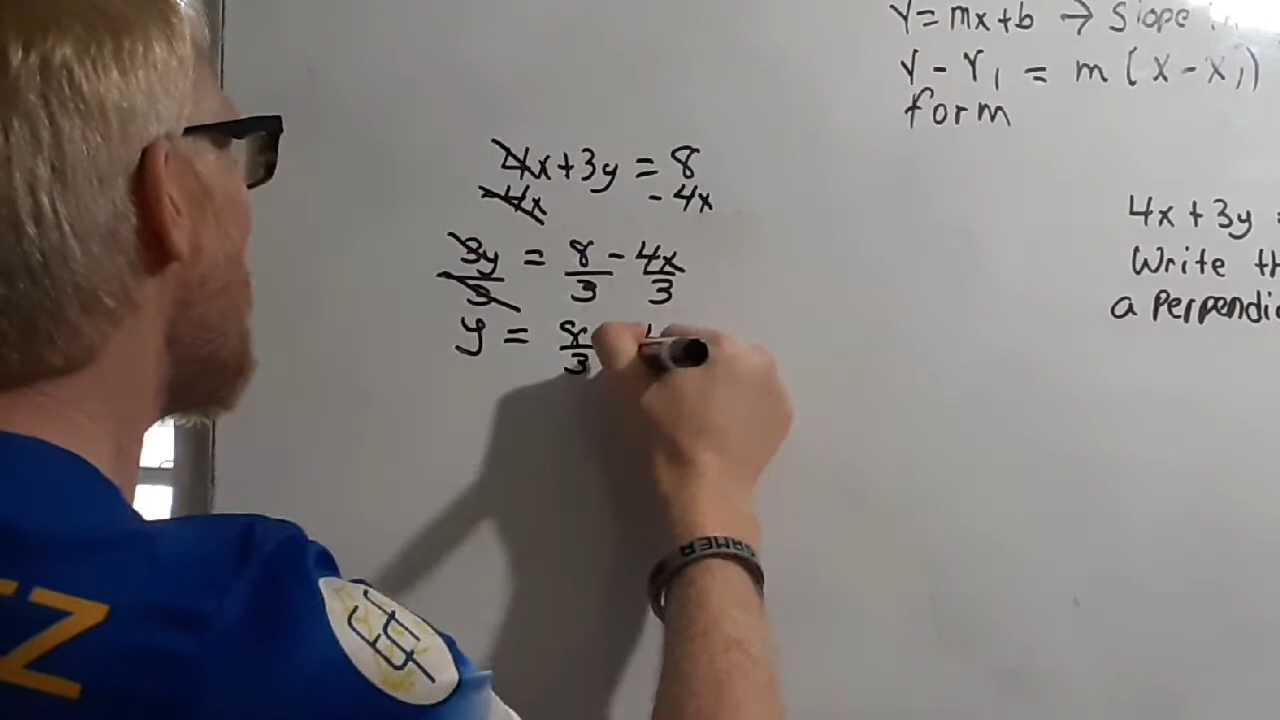 Y = mx + b → Slope
Y - Y₁ = m (X - X₁)
form
4x + 3y = 8
-4x - 4x
3y = 8 - 4x
3 3 3
y = 8
3
4x + 3y =
Write
a perpendic
GAMER
Z